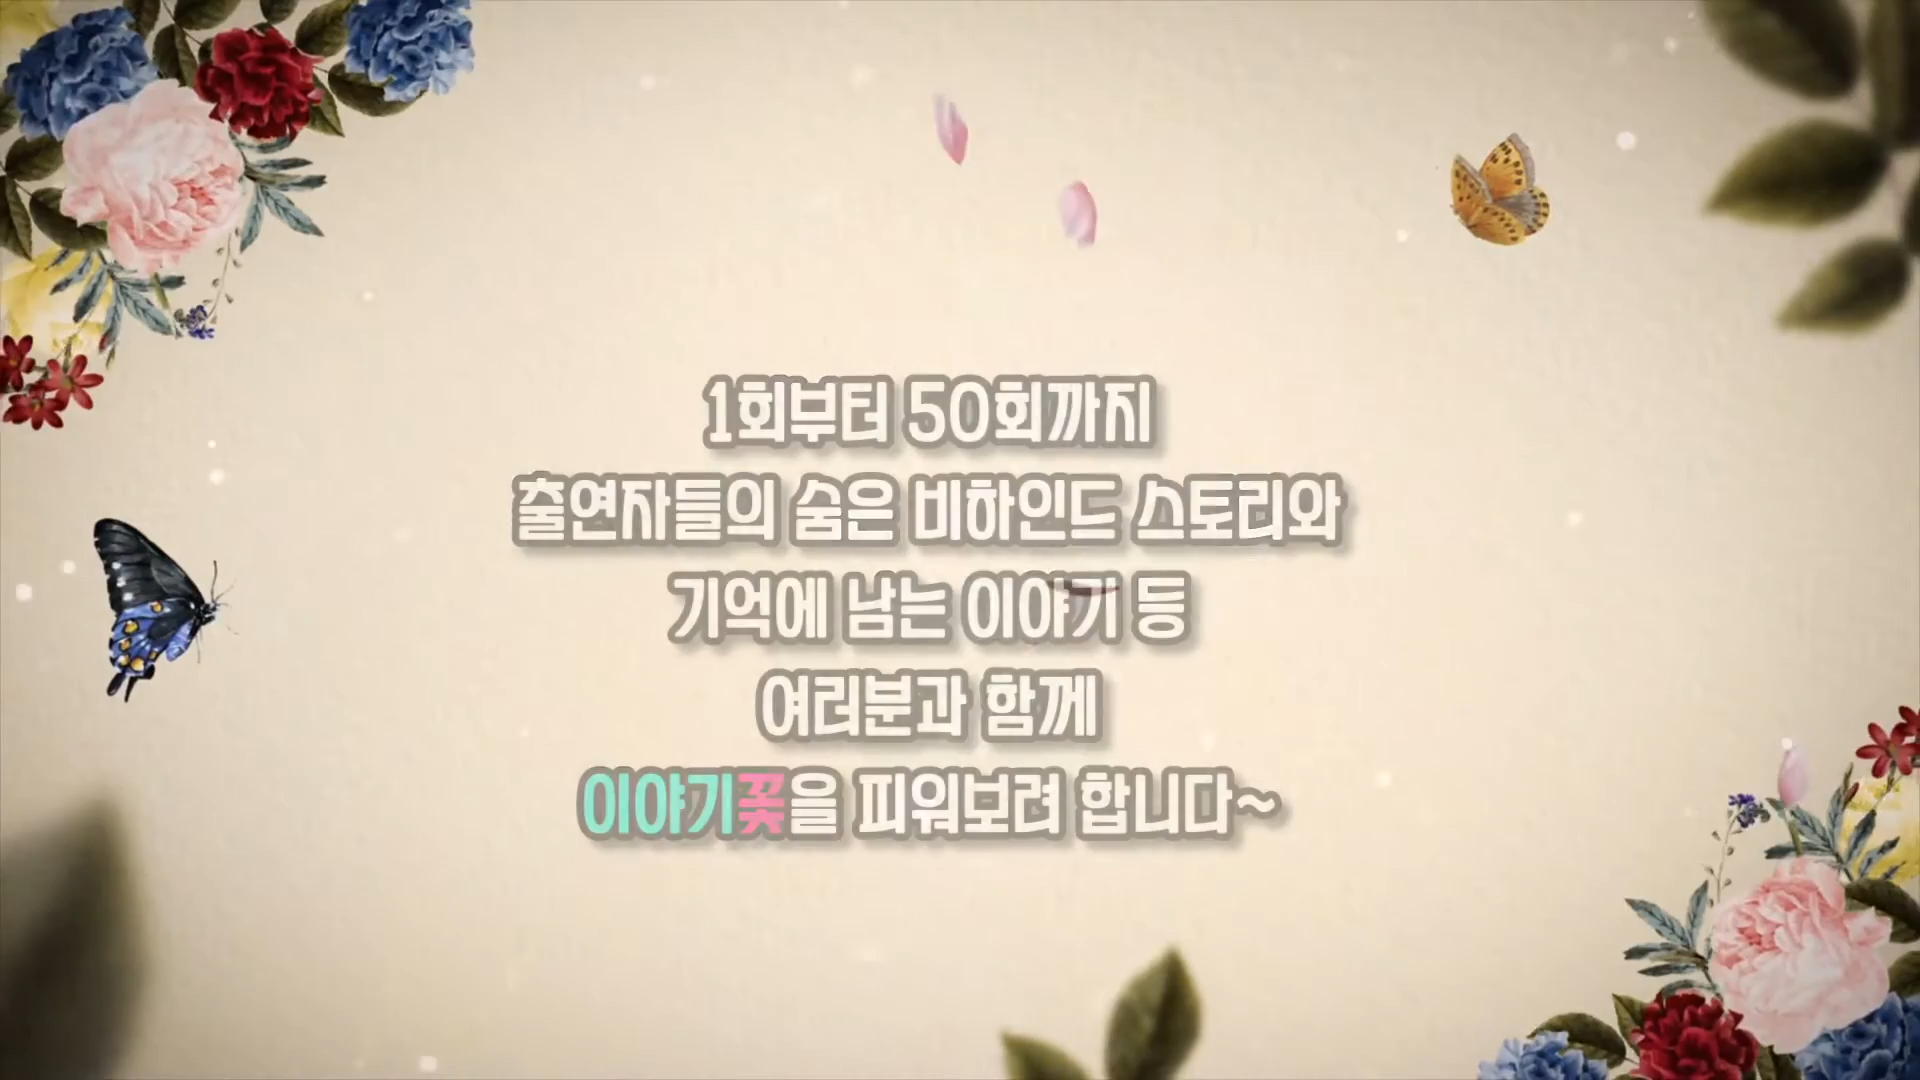 1회부터 50회까지
출연자들의 숨은 비하인드 스토리와
기억에 남는 이야기 등
여러분과 함께
이야기꽃을 피워보려 합니다~